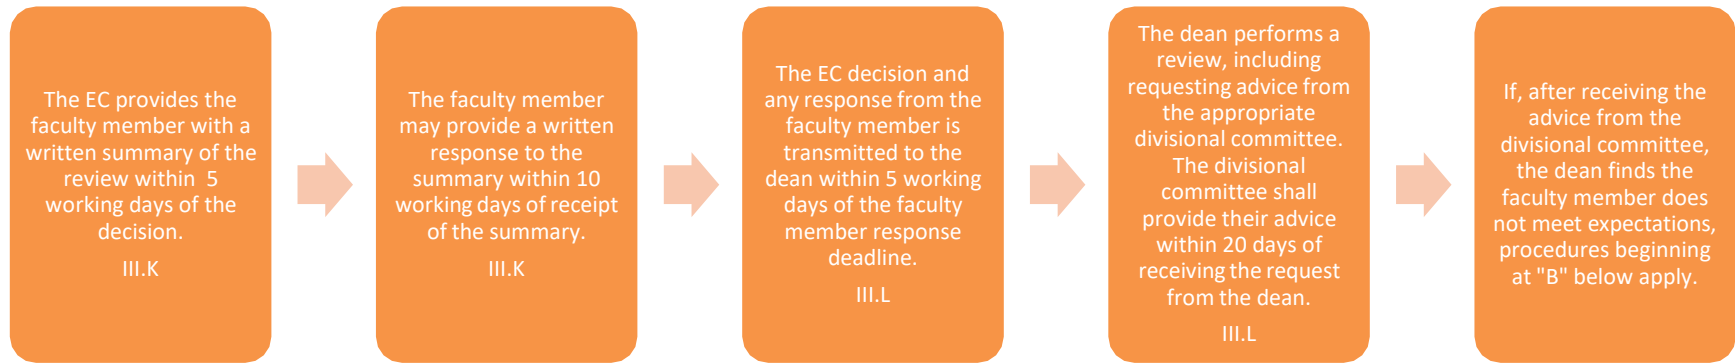 The EC provides the
faculty member with a
written summary of the
review within  5
working days of the
decision.
III.K
The faculty member
may provide a written
response to the
summary within 10
working days of receipt
of the summary.
III.K
The EC decision and
any response from the
faculty member is
transmitted to the
dean within 5 working
days of the faculty
member response
deadline.
III.L
The dean performs a
review, including
requesting advice from
the appropriate
divisional committee.
The divisional
committee shall
provide their advice
within 20 days of
receiving the request
from the dean.
III.L
If, after receiving the
advice from the
divisional committee,
the dean finds the
faculty member does
not meet expectations,
procedures beginning
at "B" below apply.